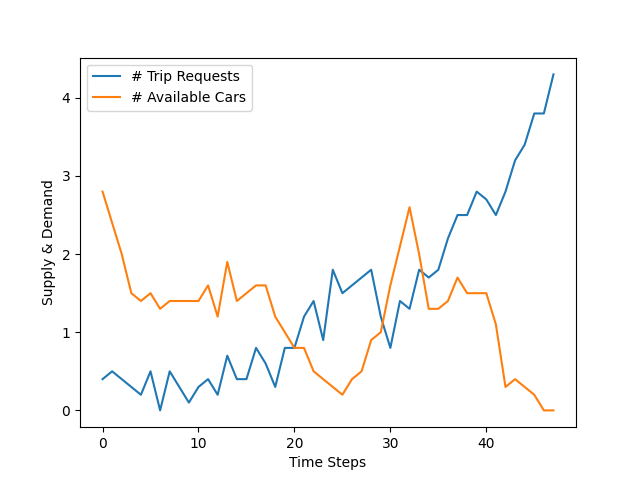 # Trip Requests
# Available Cars
4
3
2
1
0
Supply & Demand
0 10 20 30 40
Time Steps